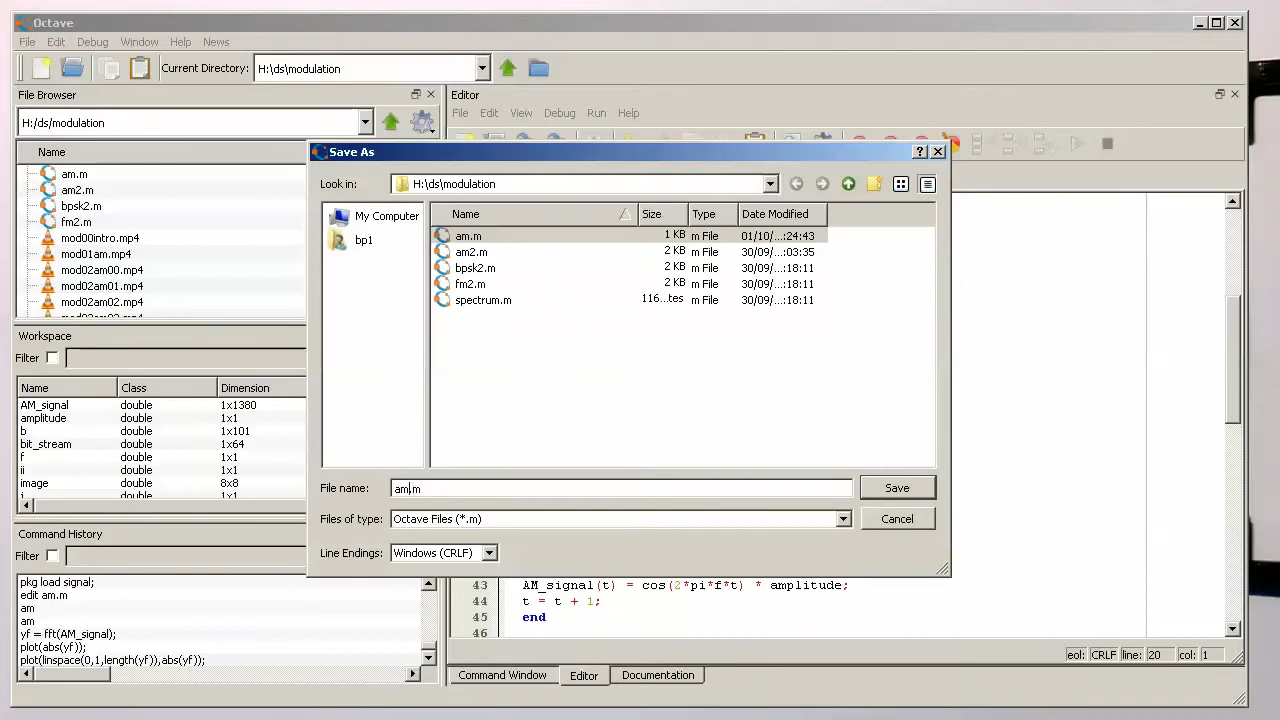 Octave
File Edit Debug Window Help News
Current Directory: H:\ds\modulation
File Browser
H:/ds/modulation
Name
am.m
am2.m
bpsk2.m
fm2.m
mod00intro.mp4
mod01am.mp4
mod02am00.mp4
mod02am01.mp4
mod02am02.mp4
Workspace
Filter
Name Class Dimension
AM_signal double 1x1380
amplitude double 1x1
b double 1x101
bit_stream double 1x64
f double 1x1
ii double 1x1
image double 8x8
i double 1x1
Command History
Filter
pkg load signal;
edit am.m
am
yf = fft(AM_signal);
plot(abs(yf));
plot(linspace(0,1,length(yf)),abs(yf));
Editor
File Edit View Debug Run Help
Save As
Look in: H:\ds\modulation
My Computer
bp1
Name Size Type Date Modified
am.m 1 KB m File 01/10/...:24:43
am2.m 2 KB m File 30/09/...:03:35
bpsk2.m 2 KB m File 30/09/...:18:11
fm2.m 2 KB m File 30/09/...:18:11
spectrum.m 116...tes m File 30/09/...:18:11
File name: am.m Save
Files of type: Octave Files (*.m) Cancel
Line Endings: Windows (CRLF)
43 AM_signal(t) = cos(2*pi*f*t) * amplitude;
44 t = t + 1;
45 end
46
eol: CRLF line: 20 col: 1
Command Window Editor Documentation